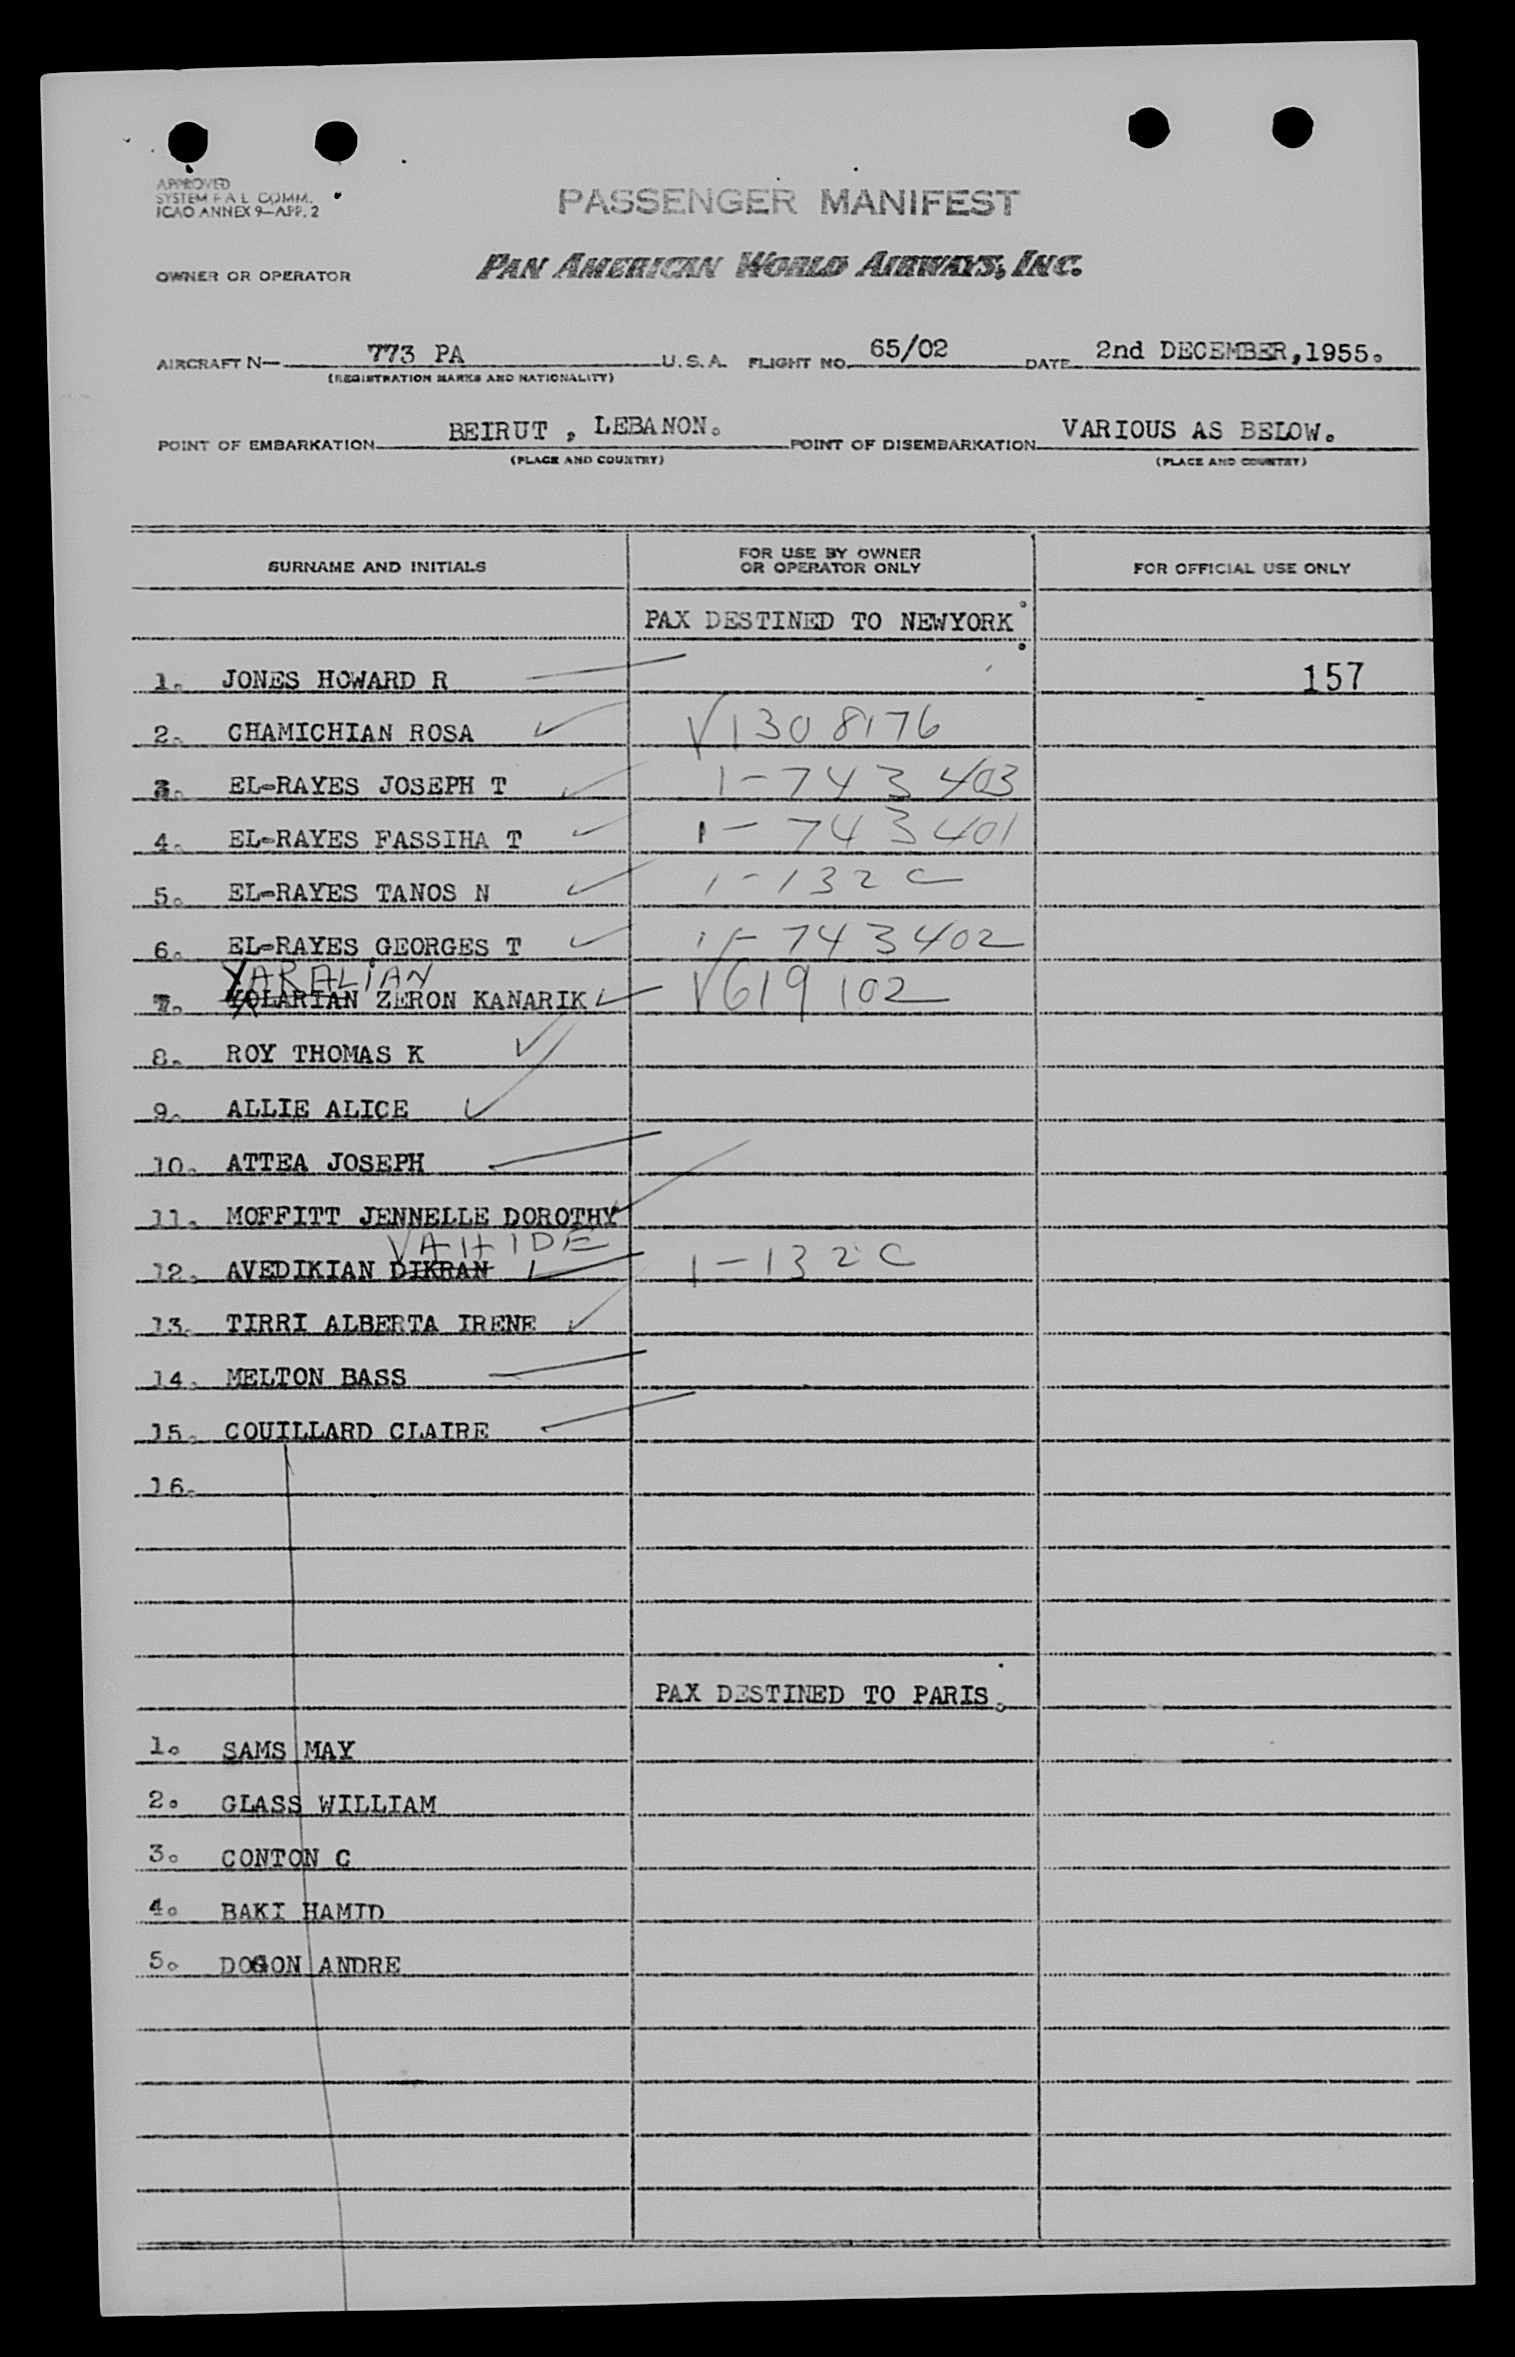 APPROVED
SYSTEM F A L COMM.
ICAO ANNEX 9—APP. 2
PASSENGER MANIFEST
OWNER OR OPERATOR PAN AMERICAN WORLD AIRWAYS, INC.
AIRCRAFT N— 773 PA U.S.A. FLIGHT NO. 65/02 DATE 2nd DECEMBER,1955.
(REGISTRATION MARKS AND NATIONALITY)
POINT OF EMBARKATION BEIRUT , LEBANON. POINT OF DISEMBARKATION VARIOUS AS BELOW.
(PLACE AND COUNTRY) (PLACE AND COUNTRY)
SURNAME AND INITIALS FOR USE BY OWNER OR OPERATOR ONLY FOR OFFICIAL USE ONLY
PAX DESTINED TO NEWYORK
1. JONES HOWARD R 157
2. CHAMICHIAN ROSA V1308176
3. EL-RAYES JOSEPH T 1-743403
4. EL-RAYES FASSIHA T 1-743401
5. EL-RAYES TANOS N 1-132C
6. EL-RAYES GEORGES T 1-743402
YARALIAN
7. ZERON KANARIK V619102
8. ROY THOMAS K
9. ALLIE ALICE
10. ATTEA JOSEPH
11. MOFFITT JENNELLE DOROTHY
VAHIDE
12. AVEDIKIAN DIKRAN 1-132C
13. TIRRI ALBERTA IRENE
14. MELTON BASS
15. COUILLARD CLAIRE
16.
PAX DESTINED TO PARIS.
1. SAMS MAY
2. GLASS WILLIAM
3. CONTON C
4. BAKI HAMID
5. DOGON ANDRE